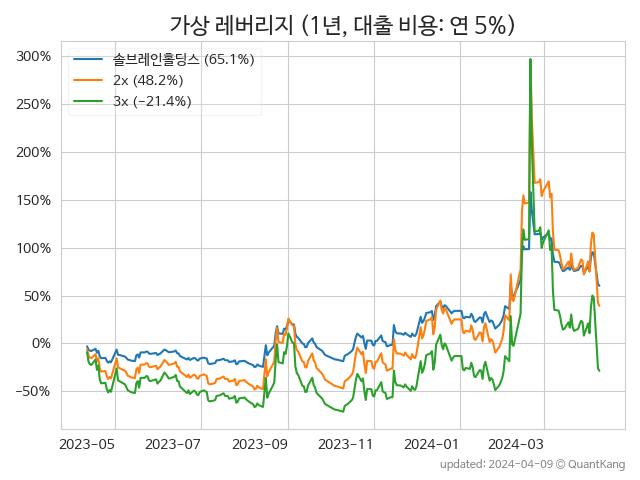 가상 레버리지 (1년, 대출 비용: 연 5%)
솔브레인홀딩스 (65.1%)
2x (48.2%)
3x (−21.4%)
300%
250%
200%
150%
100%
50%
0%
−50%
2023-05 2023-07 2023-09 2023-11 2024-01 2024-03
updated: 2024-04-09 © QuantKang